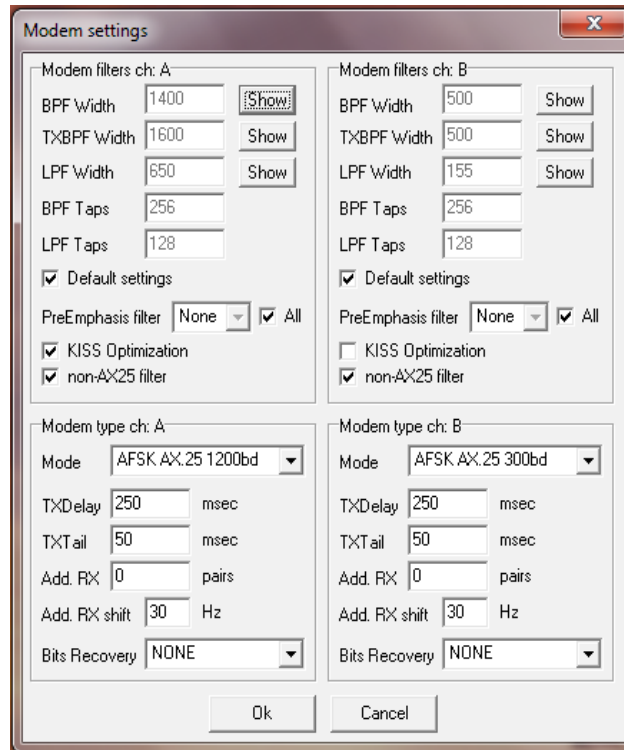 Modem settings
Modem filters ch: A
BPF Width 1400 Show
TXBPF Width 1600 Show
LPF Width 650 Show
BPF Taps 256
LPF Taps 128
Default settings
PreEmphasis filter None All
KISS Optimization
non-AX25 filter
Modem filters ch: B
BPF Width 500 Show
TXBPF Width 500 Show
LPF Width 155 Show
BPF Taps 256
LPF Taps 128
Default settings
PreEmphasis filter None All
KISS Optimization
non-AX25 filter
Modem type ch: A
Mode AFSK AX.25 1200bd
TXDelay 250 msec
TXTail 50 msec
Add. RX 0 pairs
Add. RX shift 30 Hz
Bits Recovery NONE
Modem type ch: B
Mode AFSK AX.25 300bd
TXDelay 250 msec
TXTail 50 msec
Add. RX 0 pairs
Add. RX shift 30 Hz
Bits Recovery NONE
Ok Cancel